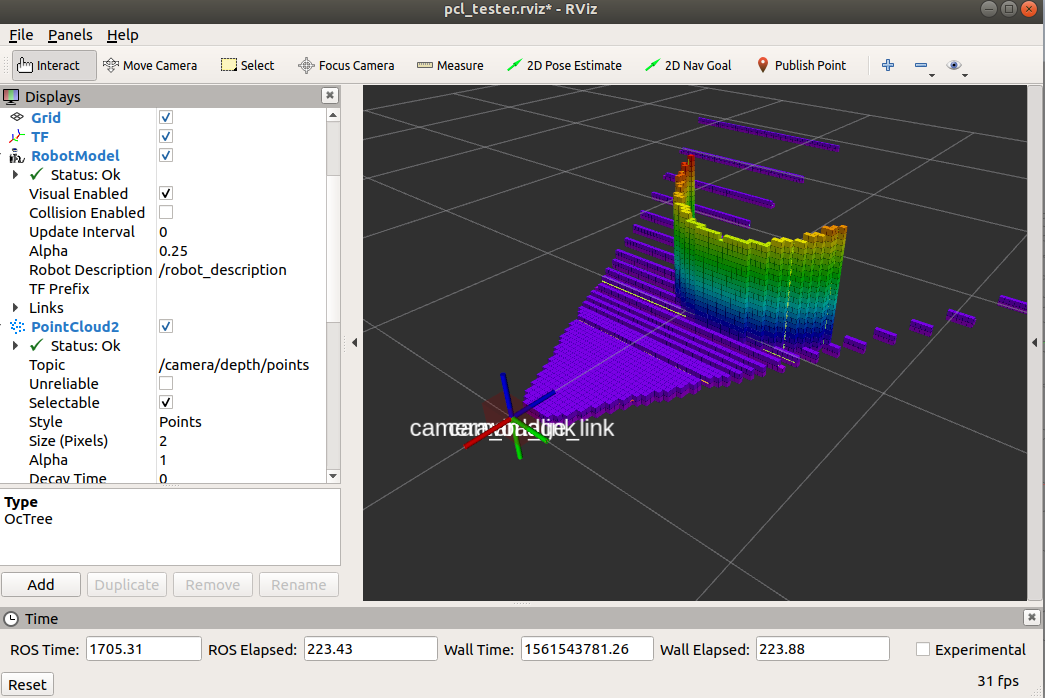 pcl_tester.rviz* - RViz
File Panels Help
Interact Move Camera Select Focus Camera Measure 2D Pose Estimate 2D Nav Goal Publish Point
Displays
Grid
TF
RobotModel
Status: Ok
Visual Enabled
Collision Enabled
Update Interval 0
Alpha 0.25
Robot Description /robot_description
TF Prefix
Links
PointCloud2
Status: Ok
Topic /camera/depth/points
Unreliable
Selectable
Style Points
Size (Pixels) 2
Alpha 1
Decay Time 0
Type
OcTree
Add Duplicate Remove Rename
Time
ROS Time: 1705.31 ROS Elapsed: 223.43 Wall Time: 1561543781.26 Wall Elapsed: 223.88 Experimental
Reset 31 fps